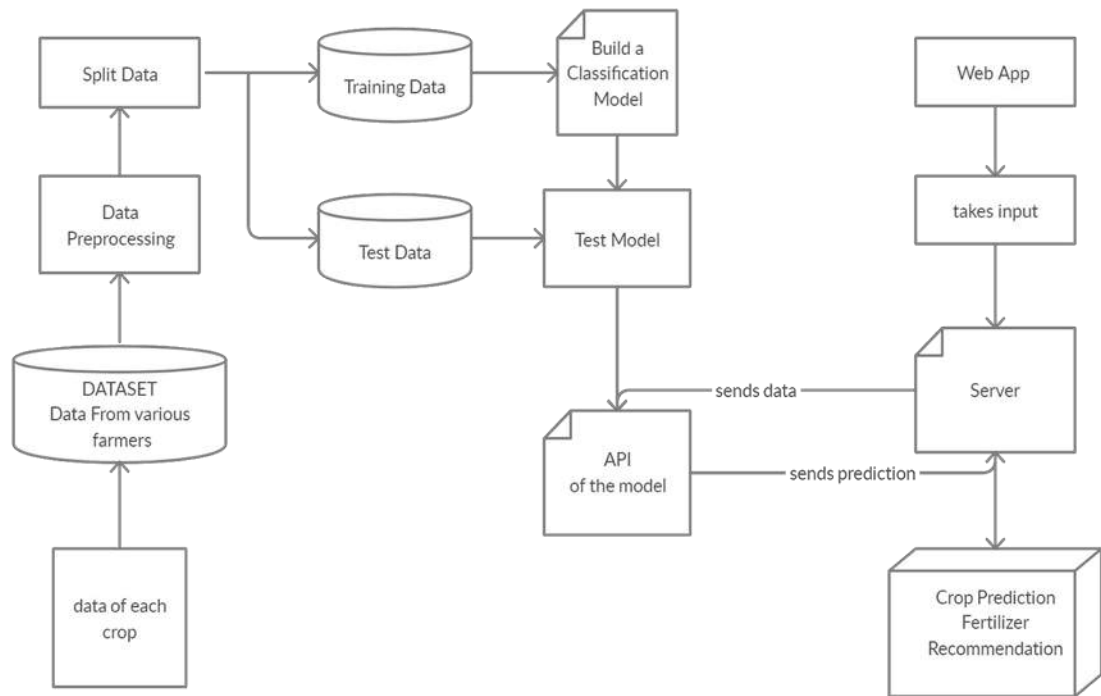 Split Data
Training Data
Build a
Classification
Model
Web App
Data
Preprocessing
Test Data
Test Model
takes input
DATASET
Data From various
farmers
sends data
Server
API
of the model
sends prediction
data of each
crop
Crop Prediction
Fertilizer
Recommendation